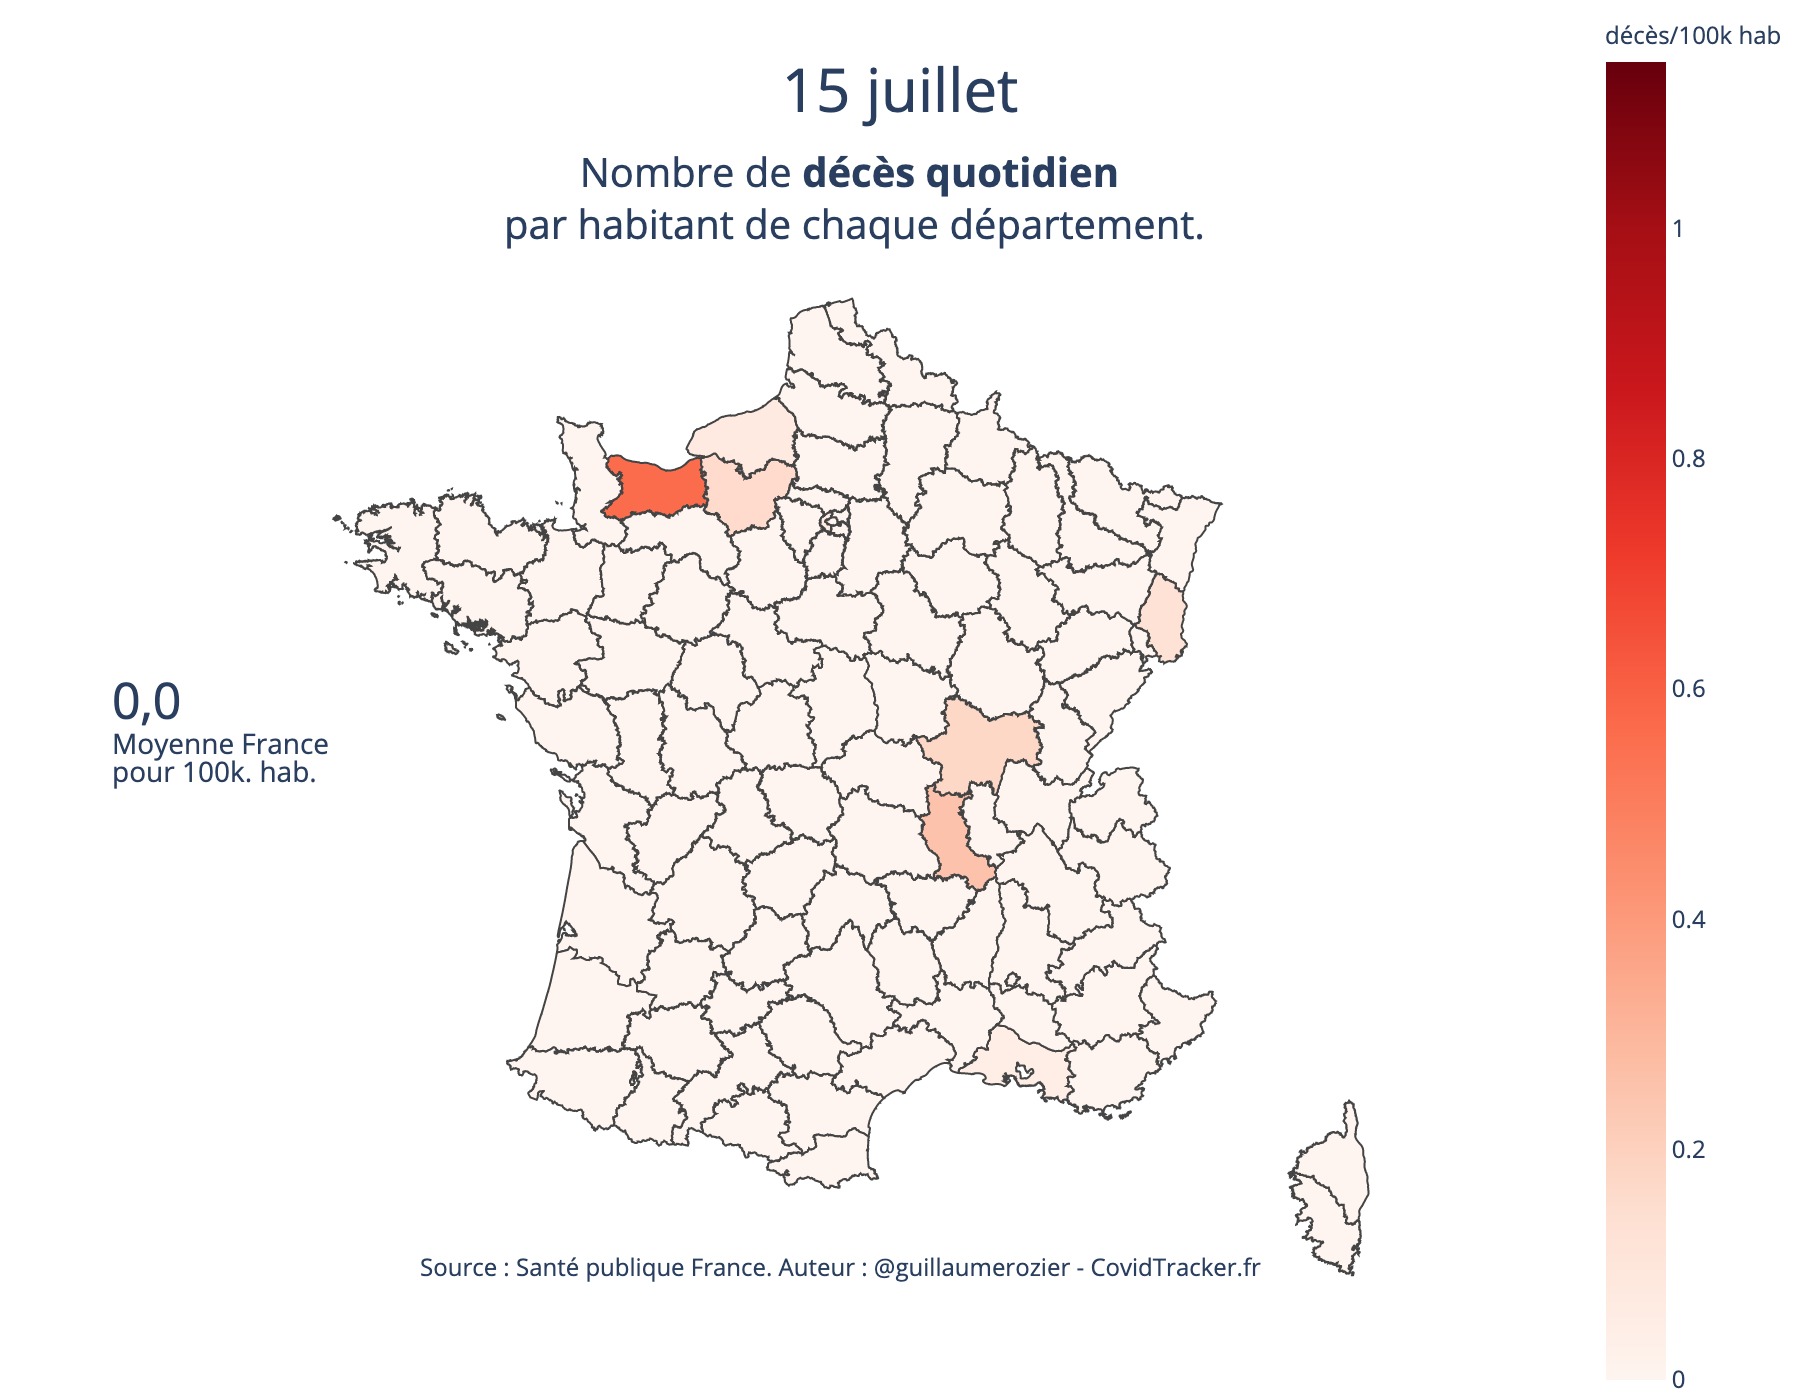 décès/100k hab
15 juillet
Nombre de décès quotidien
par habitant de chaque département.
1
0.8
0.6
0.4
0.2
0
0,0
Moyenne France
pour 100k. hab.
Source : Santé publique France. Auteur : @guillaumerozier - CovidTracker.fr